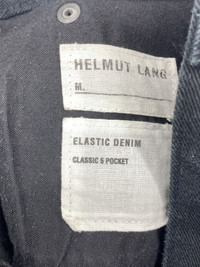 HELMUT LANG
M.
ELASTIC DENIM
CLASSIC 5 POCKET